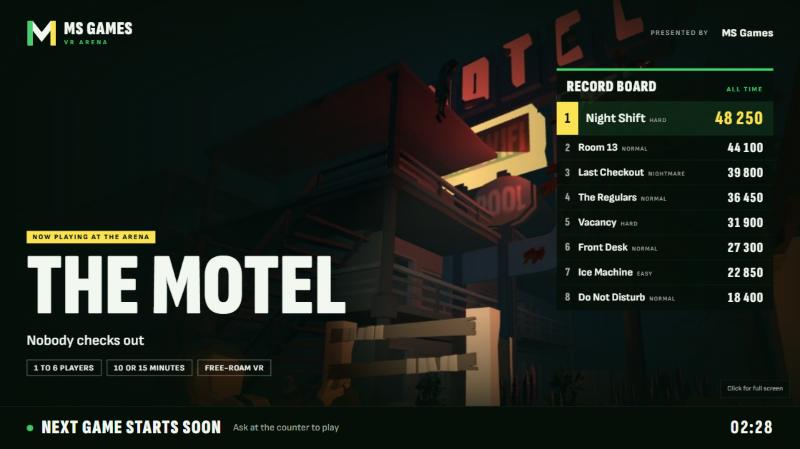 MS GAMES
VR ARENA
PRESENTED BY MS Games
RECORD BOARD ALL TIME
1 Night Shift HARD 48 250
2 Room 13 NORMAL 44 100
3 Last Checkout NIGHTMARE 39 800
4 The Regulars NORMAL 36 450
5 Vacancy HARD 31 900
6 Front Desk NORMAL 27 300
7 Ice Machine EASY 22 850
8 Do Not Disturb NORMAL 18 400
OTEL
POOL
NOW PLAYING AT THE ARENA
THE MOTEL
Nobody checks out
1 TO 6 PLAYERS
10 OR 15 MINUTES
FREE-ROAM VR
Click for full screen
NEXT GAME STARTS SOON Ask at the counter to play 02:28